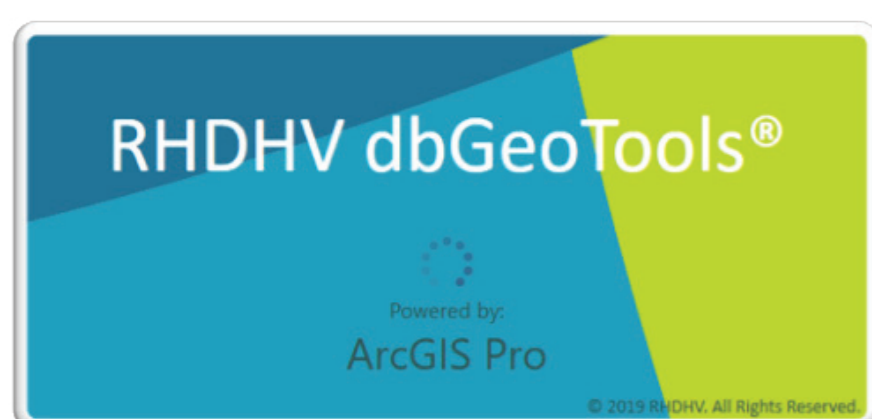 RHDHV dbGeoTools®
Powered by:
ArcGIS Pro
© 2019 RHDHV. All Rights Reserved.